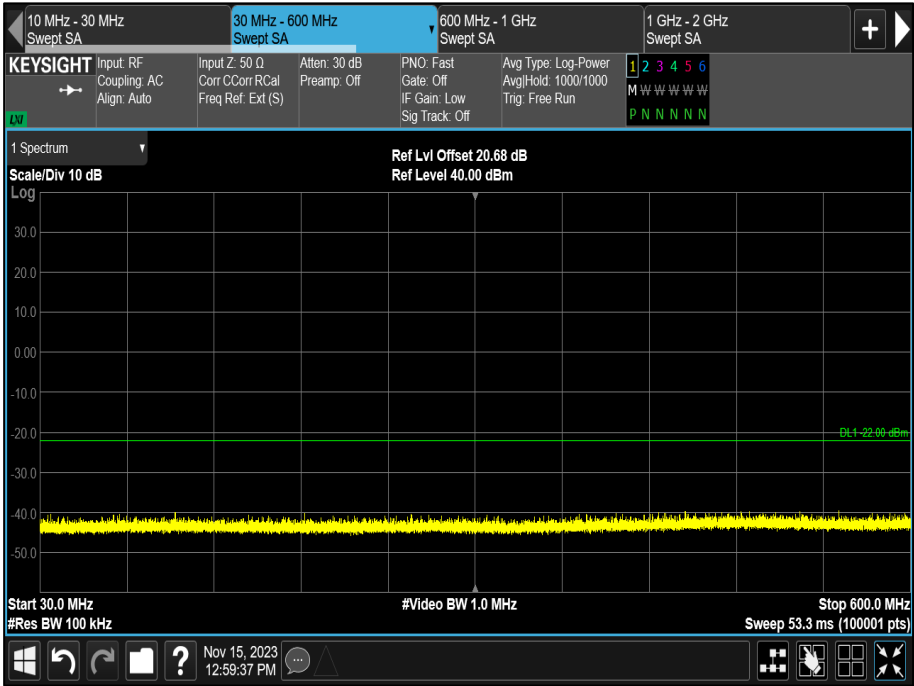 10 MHz - 30 MHz
Swept SA
30 MHz - 600 MHz
Swept SA
600 MHz - 1 GHz
Swept SA
1 GHz - 2 GHz
Swept SA
+
KEYSIGHT
LXI
Input: RF
Coupling: AC
Align: Auto
Input Z: 50 Ω
Corr CCorr RCal
Freq Ref: Ext (S)
Atten: 30 dB
Preamp: Off
PNO: Fast
Gate: Off
IF Gain: Low
Sig Track: Off
Avg Type: Log-Power
Avg|Hold: 1000/1000
Trig: Free Run
1 2 3 4 5 6
M W W W W W
P N N N N N
1 Spectrum
Scale/Div 10 dB
Ref Lvl Offset 20.68 dB
Ref Level 40.00 dBm
Log
30.0
20.0
10.0
0.00
-10.0
-20.0
DL1 -22.00 dBm
-30.0
-40.0
-50.0
Start 30.0 MHz
#Video BW 1.0 MHz
Stop 600.0 MHz
#Res BW 100 kHz
Sweep 53.3 ms (100001 pts)
?
Nov 15, 2023
12:59:37 PM